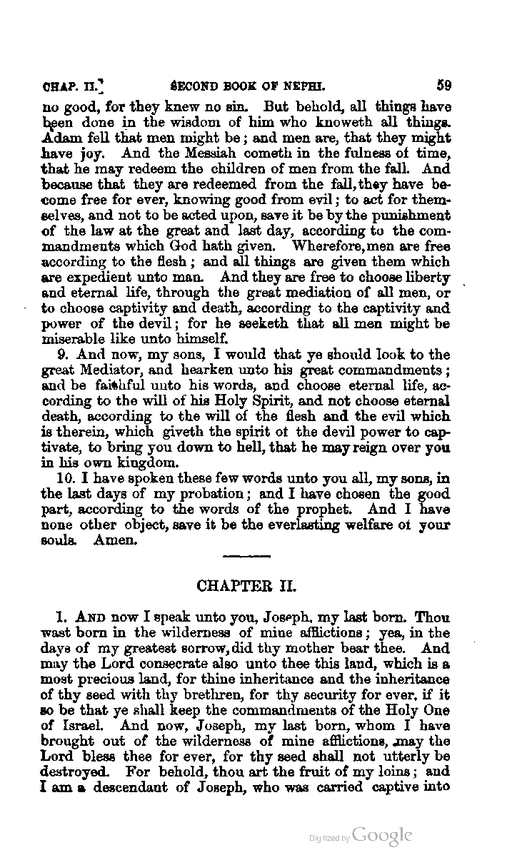 CHAP. II.] SECOND BOOK OF NEPHI. 59
no good, for they knew no sin. But behold, all things have
been done in the wisdom of him who knoweth all things.
Adam fell that men might be; and men are, that they might
have joy. And the Messiah cometh in the fulness of time,
that he may redeem the children of men from the fall. And
because that they are redeemed from the fall, they have be-
come free for ever, knowing good from evil; to act for them-
selves, and not to be acted upon, save it be by the punishment
of the law at the great and last day, according to the com-
mandments which God hath given. Wherefore, men are free
according to the flesh; and all things are given them which
are expedient unto man. And they are free to choose liberty
and eternal life, through the great mediation of all men, or
to choose captivity and death, according to the captivity and
power of the devil; for he seeketh that all men might be
miserable like unto himself.
9. And now, my sons, I would that ye should look to the
great Mediator, and hearken unto his great commandments;
and be faithful unto his words, and choose eternal life, ac-
cording to the will of his Holy Spirit, and not choose eternal
death, according to the will of the flesh and the evil which
is therein, which giveth the spirit of the devil power to cap-
tivate, to bring you down to hell, that he may reign over you
in his own kingdom.
10. I have spoken these few words unto you all, my sons, in
the last days of my probation; and I have chosen the good
part, according to the words of the prophet. And I have
none other object, save it be the everlasting welfare of your
souls. Amen.
CHAPTER II.
1. AND now I speak unto you, Joseph, my last born. Thou
wast born in the wilderness of mine afflictions; yea, in the
days of my greatest sorrow, did thy mother bear thee. And
may the Lord consecrate also unto thee this land, which is a
most precious land, for thine inheritance and the inheritance
of thy seed with thy brethren, for thy security for ever, if it
so be that ye shall keep the commandments of the Holy One
of Israel. And now, Joseph, my last born, whom I have
brought out of the wilderness of mine afflictions, may the
Lord bless thee for ever, for thy seed shall not utterly be
destroyed. For behold, thou art the fruit of my loins; and
I am a descendant of Joseph, who was carried captive into
Digitized by Google